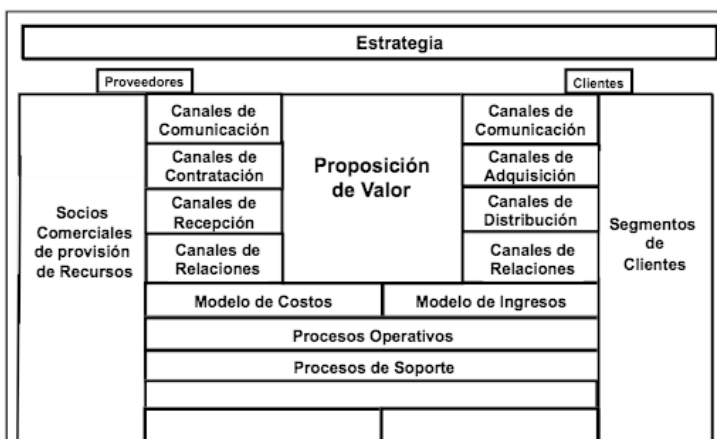 Estrategia
Proveedores
Clientes
Canales de
Comunicación
Canales de
Contratación
Canales de
Recepción
Canales de
Relaciones
Socios
Comerciales
de provisión
de Recursos
Proposición
de Valor
Canales de
Comunicación
Canales de
Adquisición
Canales de
Distribución
Canales de
Relaciones
Segmentos
de
Clientes
Modelo de Costos
Modelo de Ingresos
Procesos Operativos
Procesos de Soporte